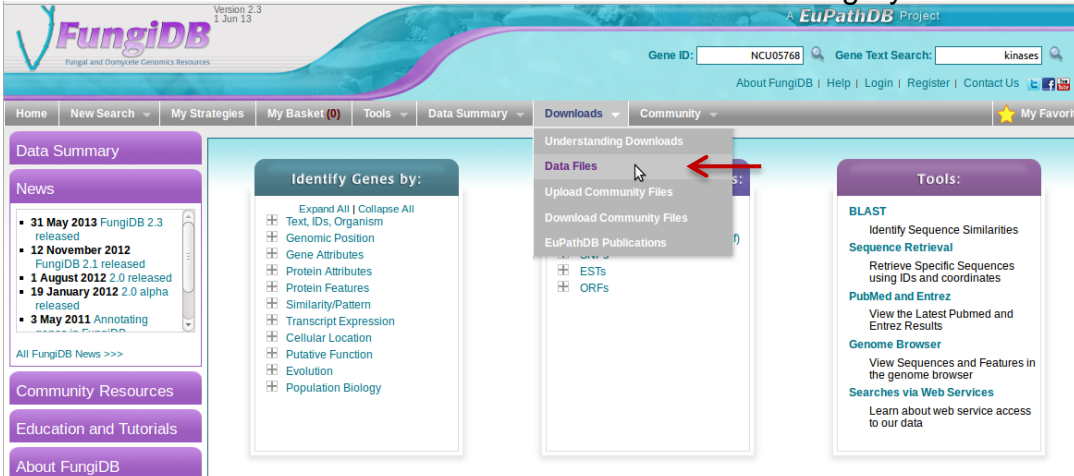 Version 2.3
1 Jun 13
FungiDB
Fungal and Oomycete Genomics Resources
A EuPathDB Project
Gene ID: NCU05768 Gene Text Search: kinases
About FungiDB | Help | Login | Register | Contact Us
Home New Search My Strategies My Basket (0) Tools Data Summary Downloads Community My Favori
Understanding Downloads
Data Files
Upload Community Files
Download Community Files
EuPathDB Publications
Data Summary
News
31 May 2013 FungiDB 2.3
released
12 November 2012
FungiDB 2.1 released
1 August 2012 2.0 released
19 January 2012 2.0 alpha
released
3 May 2011 Annotating
All FungiDB News >>>
Community Resources
Education and Tutorials
About FungiDB
Identify Genes by:
Expand All | Collapse All
Text, IDs, Organism
Genomic Position
Gene Attributes
Protein Attributes
Protein Features
Similarity/Pattern
Transcript Expression
Cellular Location
Putative Function
Evolution
Population Biology
s:
f)
SNPs
ESTs
ORFs
Tools:
BLAST
Identify Sequence Similarities
Sequence Retrieval
Retrieve Specific Sequences
using IDs and coordinates
PubMed and Entrez
View the Latest Pubmed and
Entrez Results
Genome Browser
View Sequences and Features in
the genome browser
Searches via Web Services
Learn about web service access
to our data